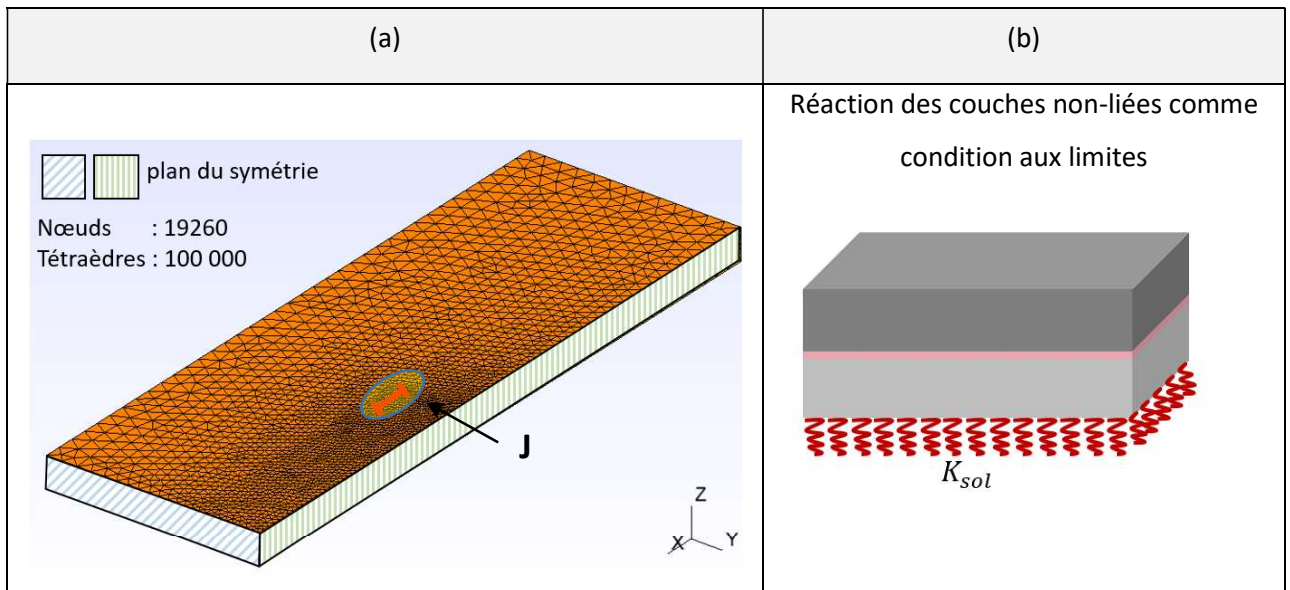 (a)
(b)
plan du symétrie
Nœuds : 19260
Tétraèdres : 100 000
J
Z
X
Y
Réaction des couches non-liées comme
condition aux limites
K_sol